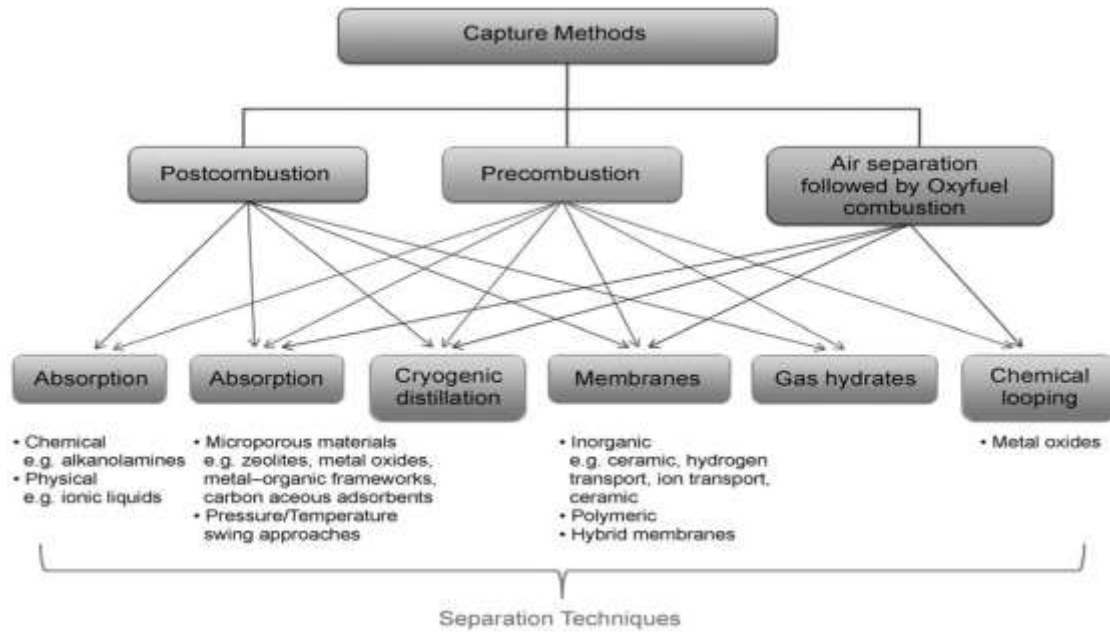 Capture Methods
Postcombustion
Precombustion
Air separation
followed by Oxyfuel
combustion
Absorption
Absorption
Cryogenic
distillation
Membranes
Gas hydrates
Chemical
looping
• Chemical
e.g. alkanolamines
• Physical
e.g. ionic liquids
• Microporous materials
e.g. zeolites, metal oxides,
metal–organic frameworks,
carbon aceous adsorbents
• Pressure/Temperature
swing approaches
• Inorganic
e.g. ceramic, hydrogen
transport, ion transport,
ceramic
• Polymeric
• Hybrid membranes
• Metal oxides
Separation Techniques